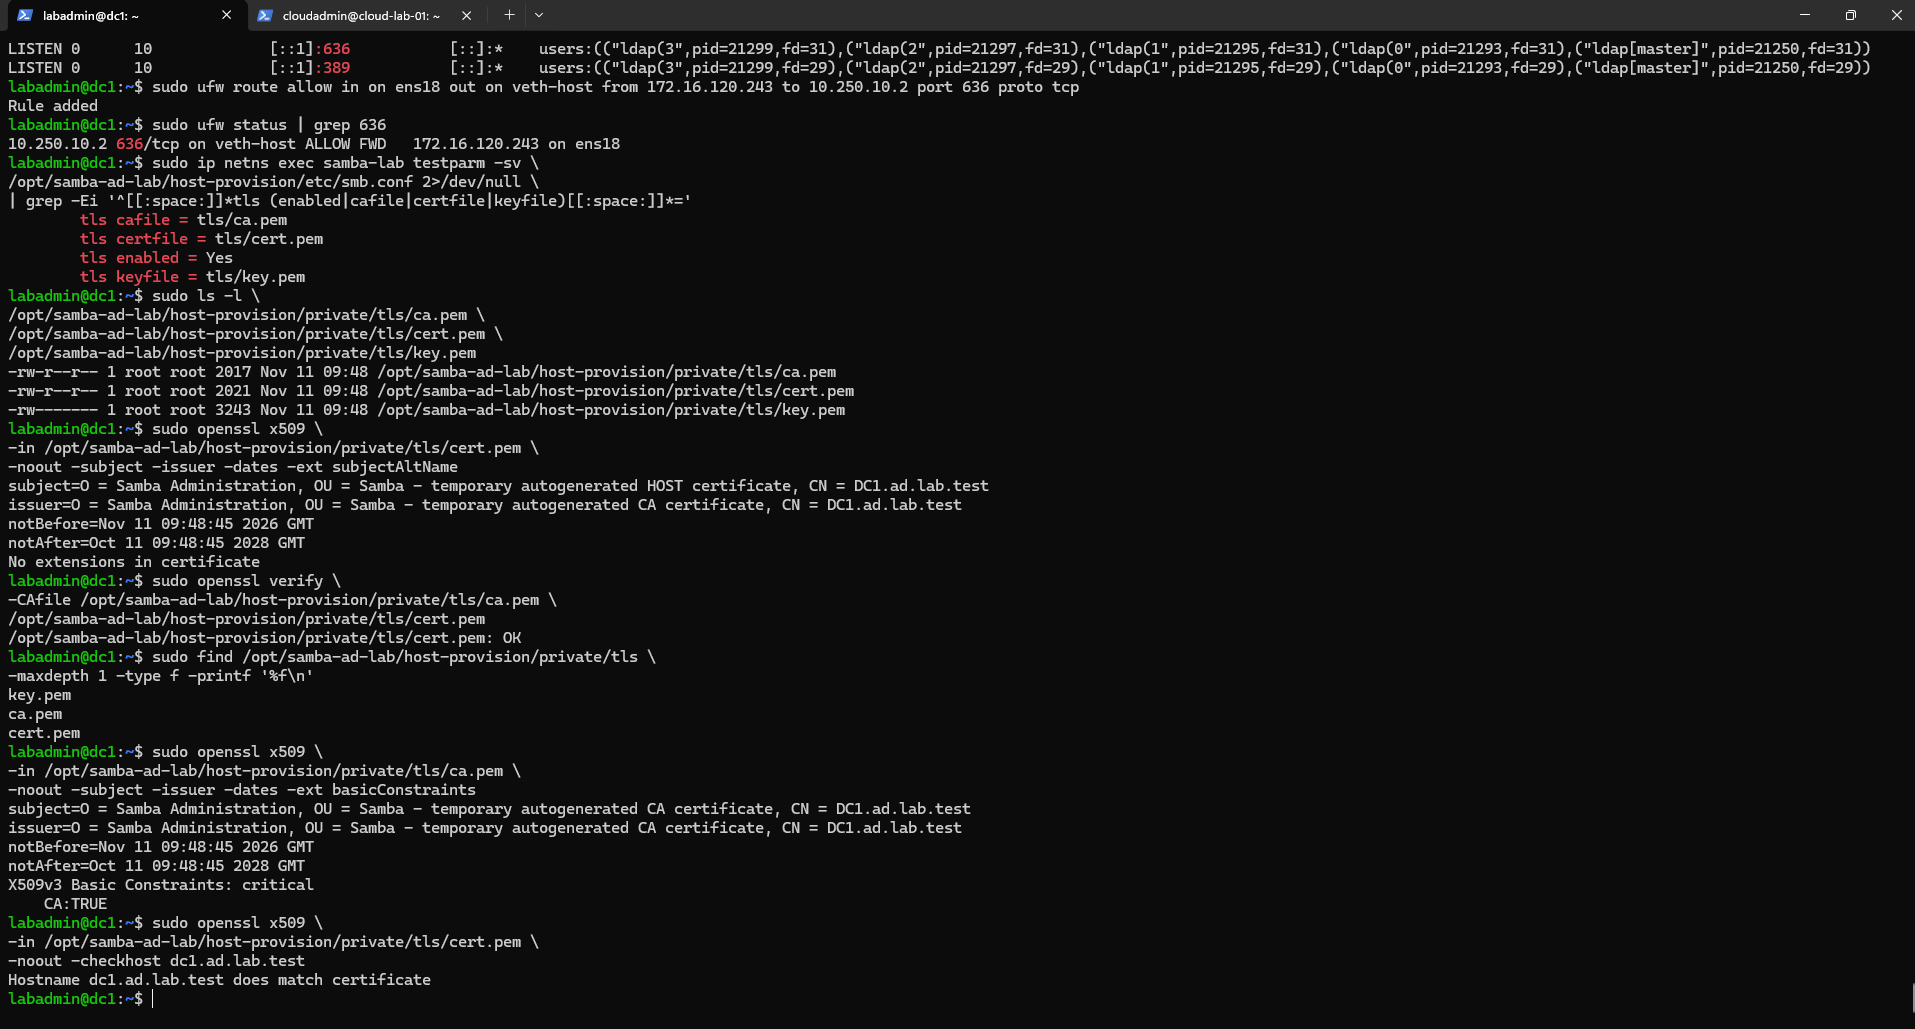 labadmin@dc1: ~
cloudadmin@cloud-lab-01: ~
LISTEN 0      10             [::1]:636           [::]:*    users:(("ldap(3",pid=21299,fd=31),("ldap(2",pid=21297,fd=31),("ldap(1",pid=21295,fd=31),("ldap(0",pid=21293,fd=31),("ldap[master]",pid=21250,fd=31))
LISTEN 0      10             [::1]:389           [::]:*    users:(("ldap(3",pid=21299,fd=29),("ldap(2",pid=21297,fd=29),("ldap(1",pid=21295,fd=29),("ldap(0",pid=21293,fd=29),("ldap[master]",pid=21250,fd=29))
labadmin@dc1:~$ sudo ufw route allow in on ens18 out on veth-host from 172.16.120.243 to 10.250.10.2 port 636 proto tcp
Rule added
labadmin@dc1:~$ sudo ufw status | grep 636
10.250.10.2 636/tcp on veth-host ALLOW FWD   172.16.120.243 on ens18
labadmin@dc1:~$ sudo ip netns exec samba-lab testparm -sv \
/opt/samba-ad-lab/host-provision/etc/smb.conf 2>/dev/null \
| grep -Ei '^[[:space:]]*tls (enabled|cafile|certfile|keyfile)[[:space:]]*='
        tls cafile = tls/ca.pem
        tls certfile = tls/cert.pem
        tls enabled = Yes
        tls keyfile = tls/key.pem
labadmin@dc1:~$ sudo ls -l \
/opt/samba-ad-lab/host-provision/private/tls/ca.pem \
/opt/samba-ad-lab/host-provision/private/tls/cert.pem \
/opt/samba-ad-lab/host-provision/private/tls/key.pem
-rw-r--r-- 1 root root 2017 Nov 11 09:48 /opt/samba-ad-lab/host-provision/private/tls/ca.pem
-rw-r--r-- 1 root root 2021 Nov 11 09:48 /opt/samba-ad-lab/host-provision/private/tls/cert.pem
-rw------- 1 root root 3243 Nov 11 09:48 /opt/samba-ad-lab/host-provision/private/tls/key.pem
labadmin@dc1:~$ sudo openssl x509 \
-in /opt/samba-ad-lab/host-provision/private/tls/cert.pem \
-noout -subject -issuer -dates -ext subjectAltName
subject=O = Samba Administration, OU = Samba - temporary autogenerated HOST certificate, CN = DC1.ad.lab.test
issuer=O = Samba Administration, OU = Samba - temporary autogenerated CA certificate, CN = DC1.ad.lab.test
notBefore=Nov 11 09:48:45 2026 GMT
notAfter=Oct 11 09:48:45 2028 GMT
No extensions in certificate
labadmin@dc1:~$ sudo openssl verify \
-CAfile /opt/samba-ad-lab/host-provision/private/tls/ca.pem \
/opt/samba-ad-lab/host-provision/private/tls/cert.pem
/opt/samba-ad-lab/host-provision/private/tls/cert.pem: OK
labadmin@dc1:~$ sudo find /opt/samba-ad-lab/host-provision/private/tls \
-maxdepth 1 -type f -printf '%f\n'
key.pem
ca.pem
cert.pem
labadmin@dc1:~$ sudo openssl x509 \
-in /opt/samba-ad-lab/host-provision/private/tls/ca.pem \
-noout -subject -issuer -dates -ext basicConstraints
subject=O = Samba Administration, OU = Samba - temporary autogenerated CA certificate, CN = DC1.ad.lab.test
issuer=O = Samba Administration, OU = Samba - temporary autogenerated CA certificate, CN = DC1.ad.lab.test
notBefore=Nov 11 09:48:45 2026 GMT
notAfter=Oct 11 09:48:45 2028 GMT
X509v3 Basic Constraints: critical
    CA:TRUE
labadmin@dc1:~$ sudo openssl x509 \
-in /opt/samba-ad-lab/host-provision/private/tls/cert.pem \
-noout -checkhost dc1.ad.lab.test
Hostname dc1.ad.lab.test does match certificate
labadmin@dc1:~$